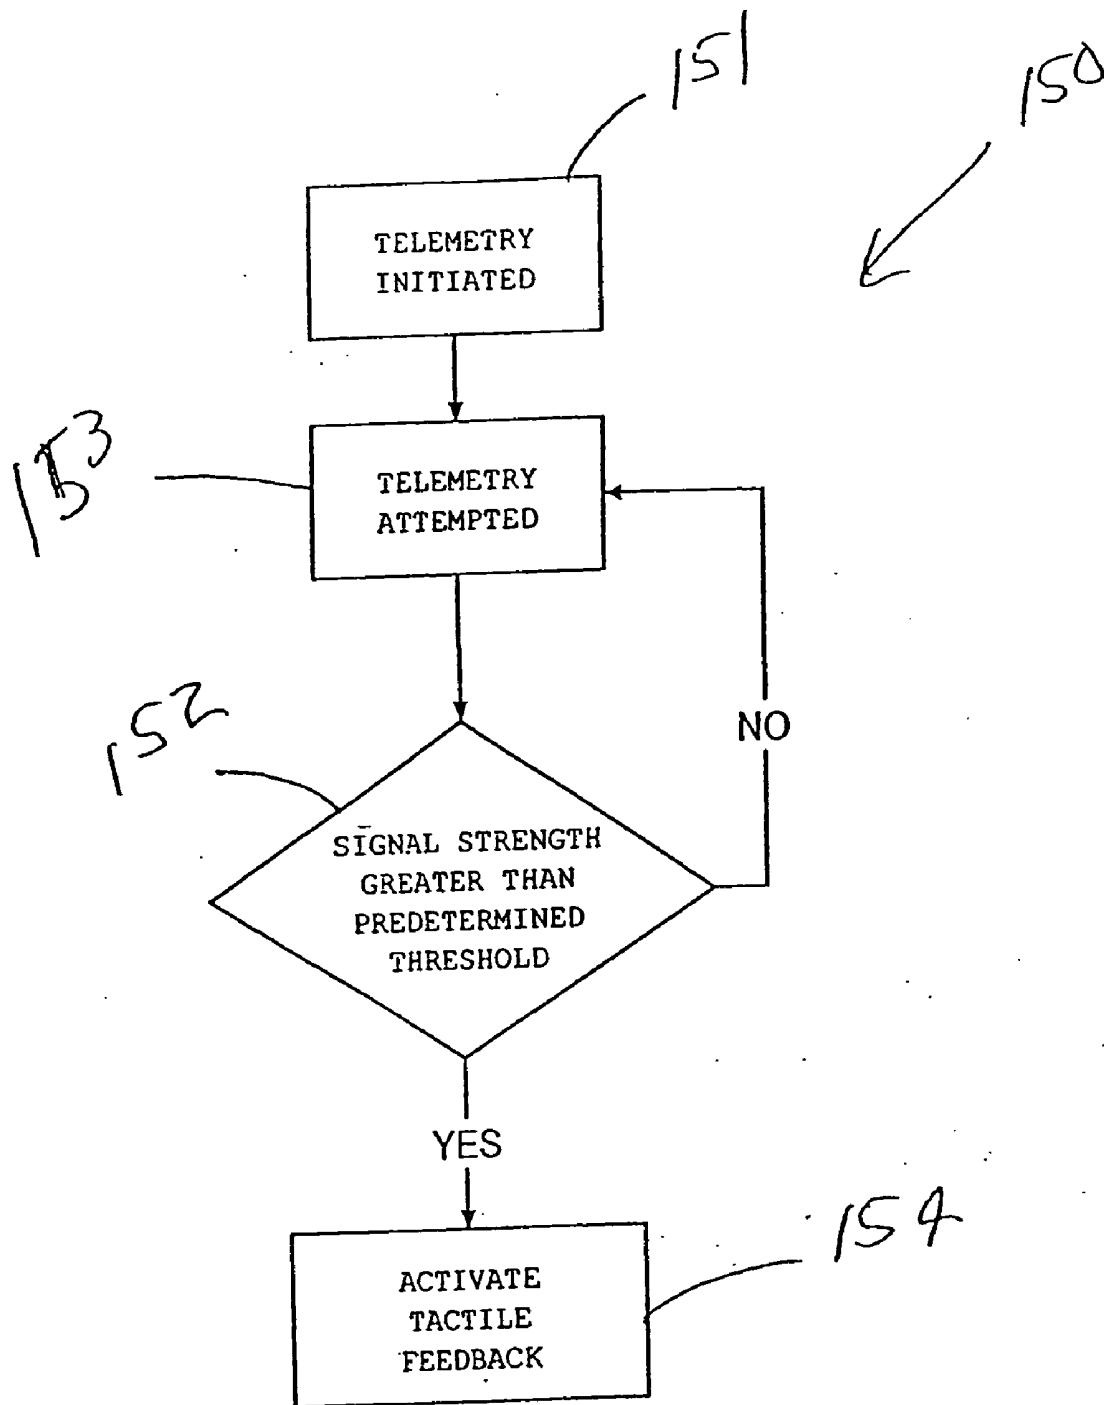 151
150
TELEMETRY
INITIATED
153
TELEMETRY
ATTEMPTED
152
NO
SIGNAL STRENGTH
GREATER THAN
PREDETERMINED
THRESHOLD
YES
154
ACTIVATE
TACTILE
FEEDBACK